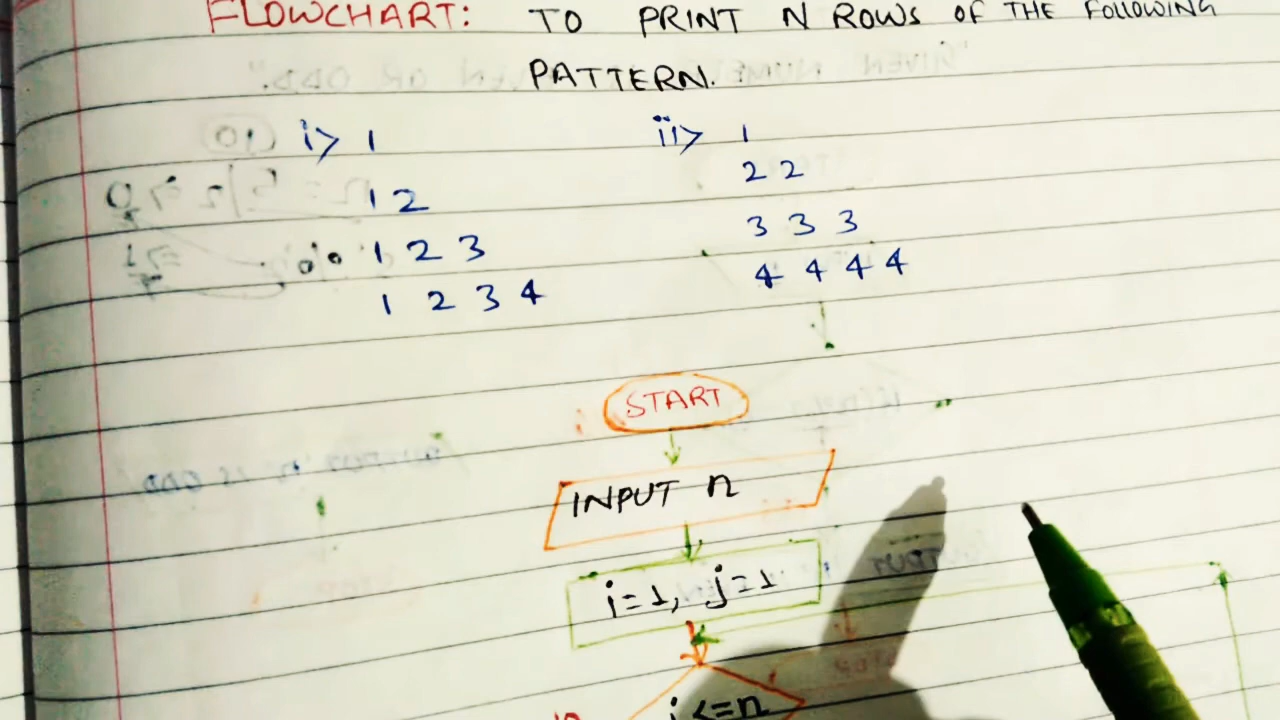 FLOWCHART: TO PRINT N ROWS OF THE FOLLOWING
PATTERN.
i> 1
1 2
1 2 3
1 2 3 4
ii> 1
2 2
3 3 3
4 4 4 4
START
INPUT n
i=1, j=1
i<=n